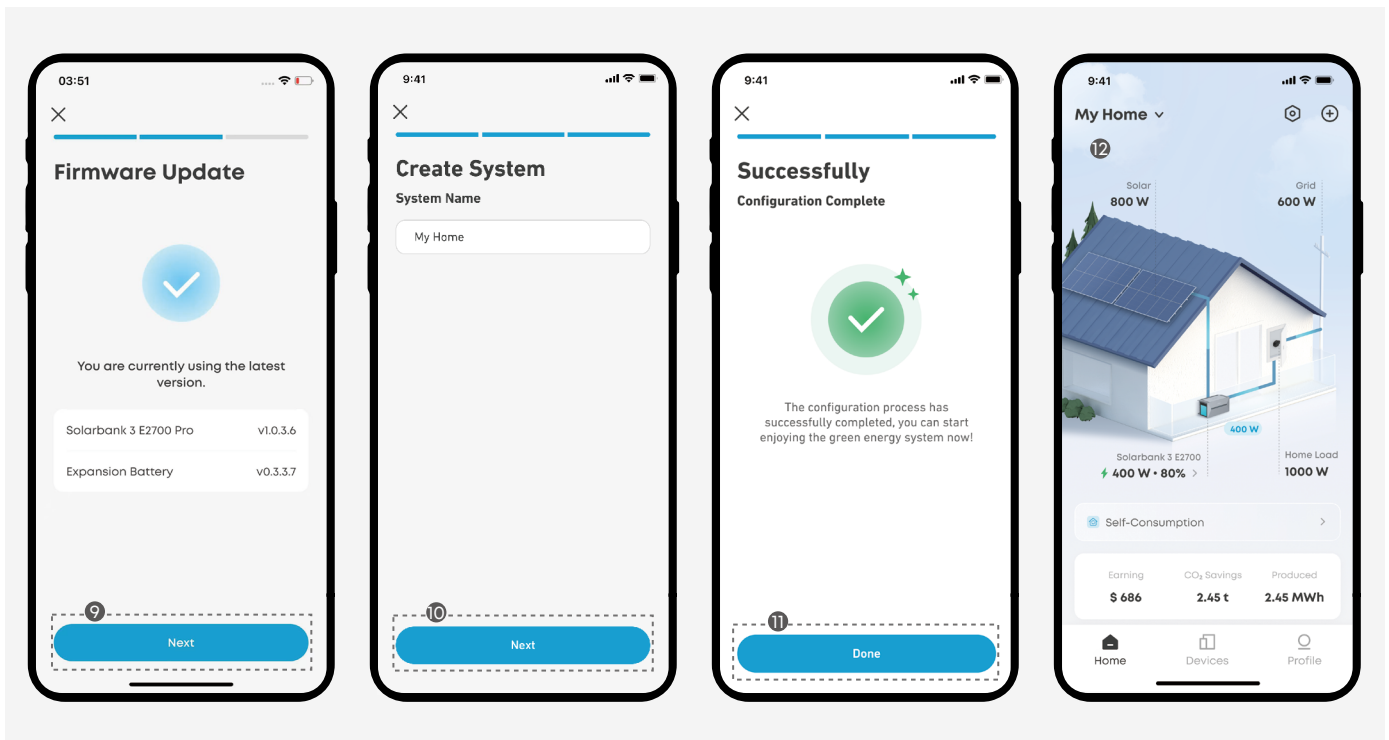 03:51
Firmware Update
You are currently using the latest
version.
Solarbank 3 E2700 Pro v1.0.3.6
Expansion Battery v0.3.3.7
9
Next
9:41
Create System
System Name
My Home
10
Next
9:41
Successfully
Configuration Complete
The configuration process has
successfully completed, you can start
enjoying the green energy system now!
11
Done
9:41
My Home
12
Solar
800 W
Grid
600 W
400 W
Solarbank 3 E2700
400 W • 80% >
Home Load
1000 W
Self-Consumption >
Earning CO₂ Savings Produced
$ 686 2.45 t 2.45 MWh
Home Devices Profile